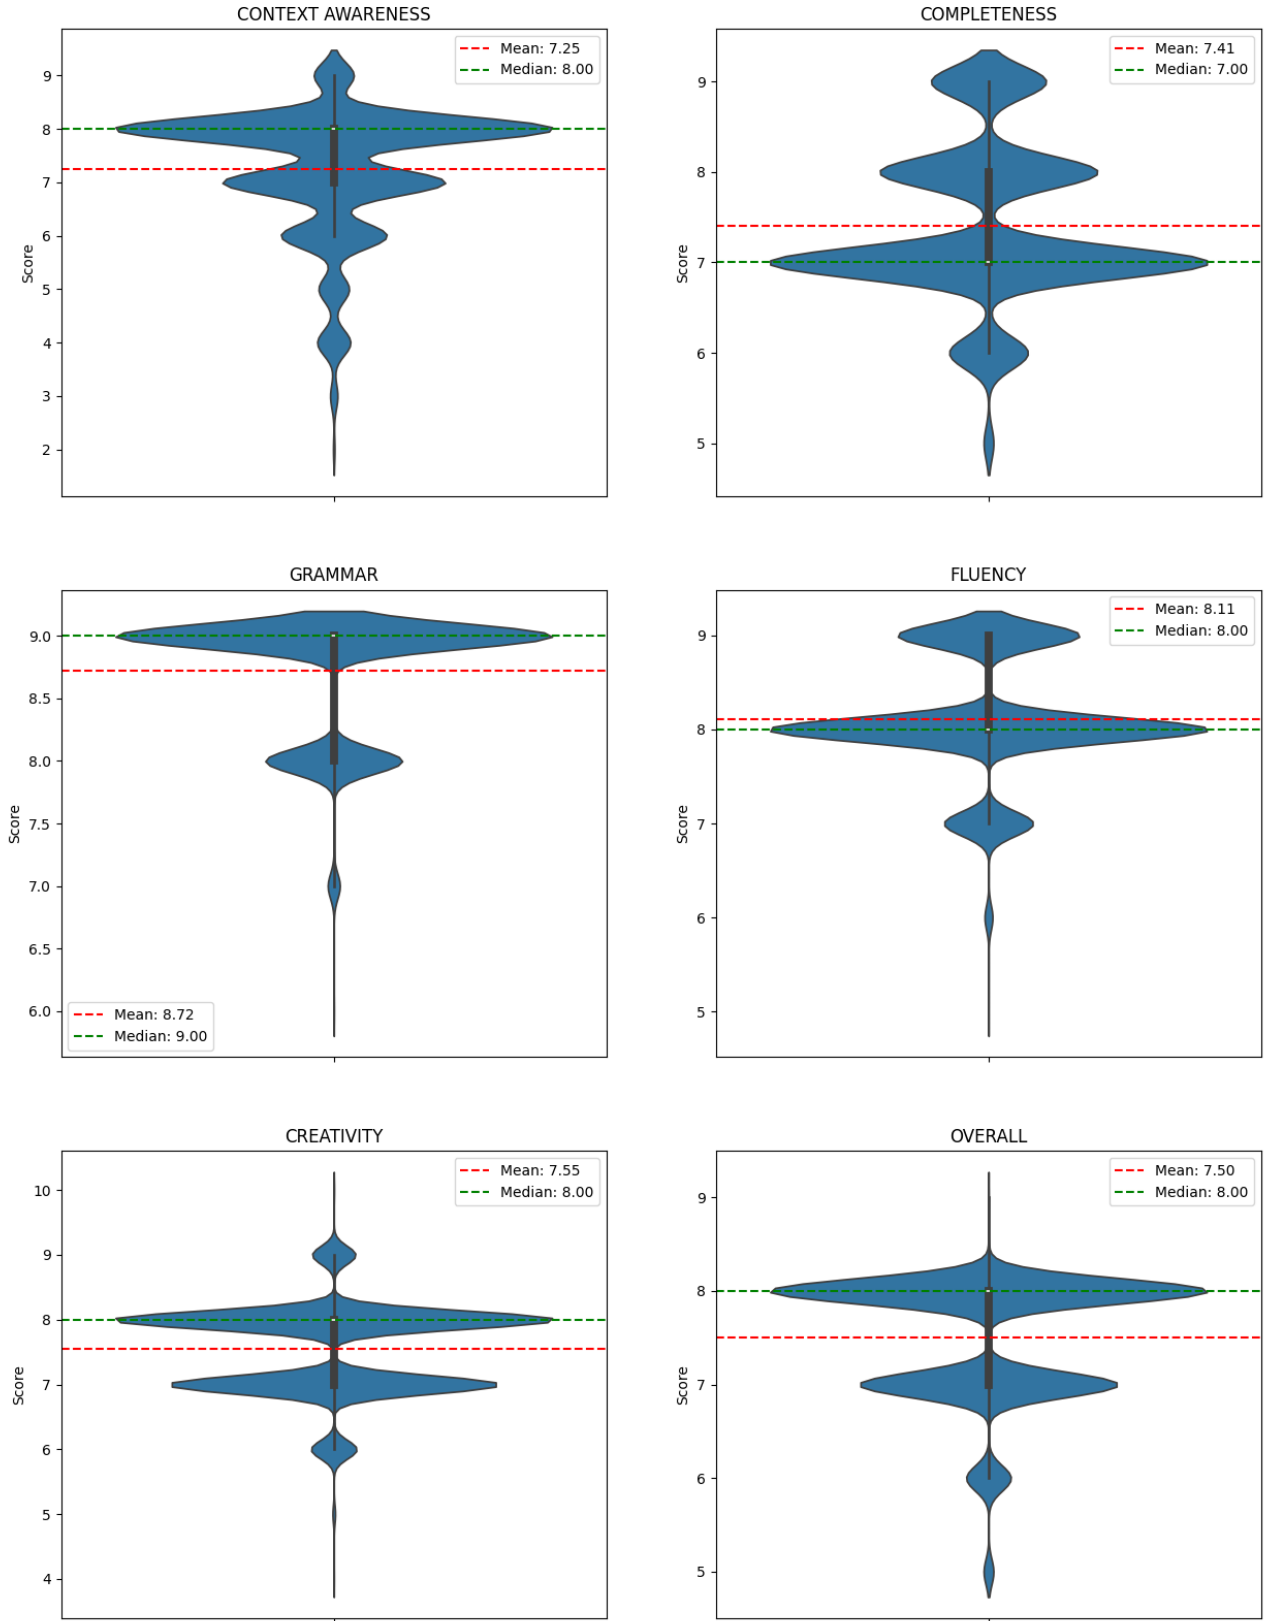 CONTEXT AWARENESS
Mean: 7.25
Median: 8.00
9
8
7
6
5
4
3
2
Score
COMPLETENESS
Mean: 7.41
Median: 7.00
9
8
7
6
5
Score
GRAMMAR
9.0
8.5
8.0
7.5
7.0
6.5
6.0
Score
Mean: 8.72
Median: 9.00
FLUENCY
Mean: 8.11
Median: 8.00
9
8
7
6
5
Score
CREATIVITY
Mean: 7.55
Median: 8.00
10
9
8
7
6
5
4
Score
OVERALL
Mean: 7.50
Median: 8.00
9
8
7
6
5
Score